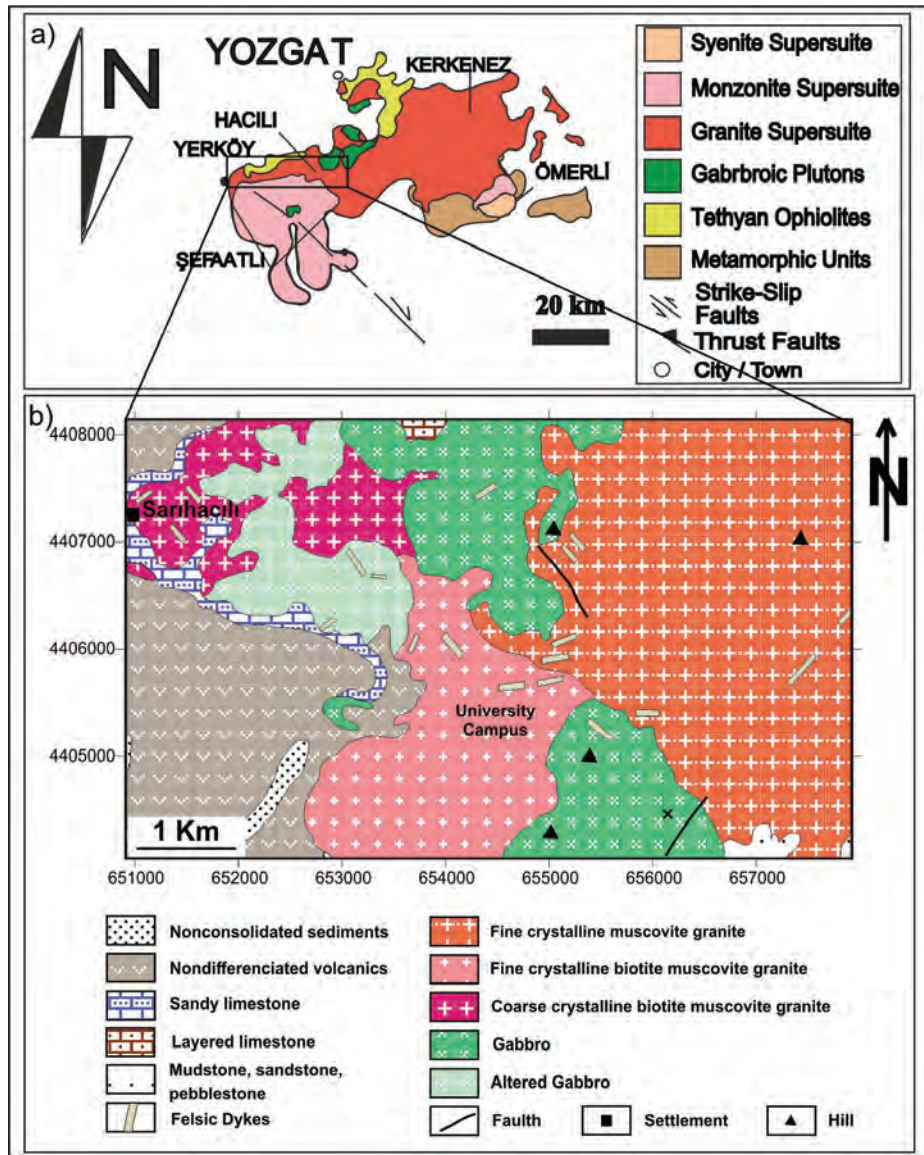 a)
N
YOZGAT
KERKENEZ
HACILI
YERKÖY
ÖMERLİ
ŞEFAATLI
20 km
Syenite Supersuite
Monzonite Supersuite
Granite Supersuite
Gabrbroic Plutons
Tethyan Ophiolites
Metamorphic Units
Strike-Slip
Faults
Thrust Faults
City / Town
b)
N
4408000
4407000
4406000
4405000
Sarıhacılı
University
Campus
1 Km
651000 652000 653000 654000 655000 656000 657000
Nonconsolidated sediments
Nondifferenciated volcanics
Sandy limestone
Layered limestone
Mudstone, sandstone,
pebblestone
Felsic Dykes
Fine crystalline muscovite granite
Fine crystalline biotite muscovite granite
Coarse crystalline biotite muscovite granite
Gabbro
Altered Gabbro
Faulth
Settlement
Hill